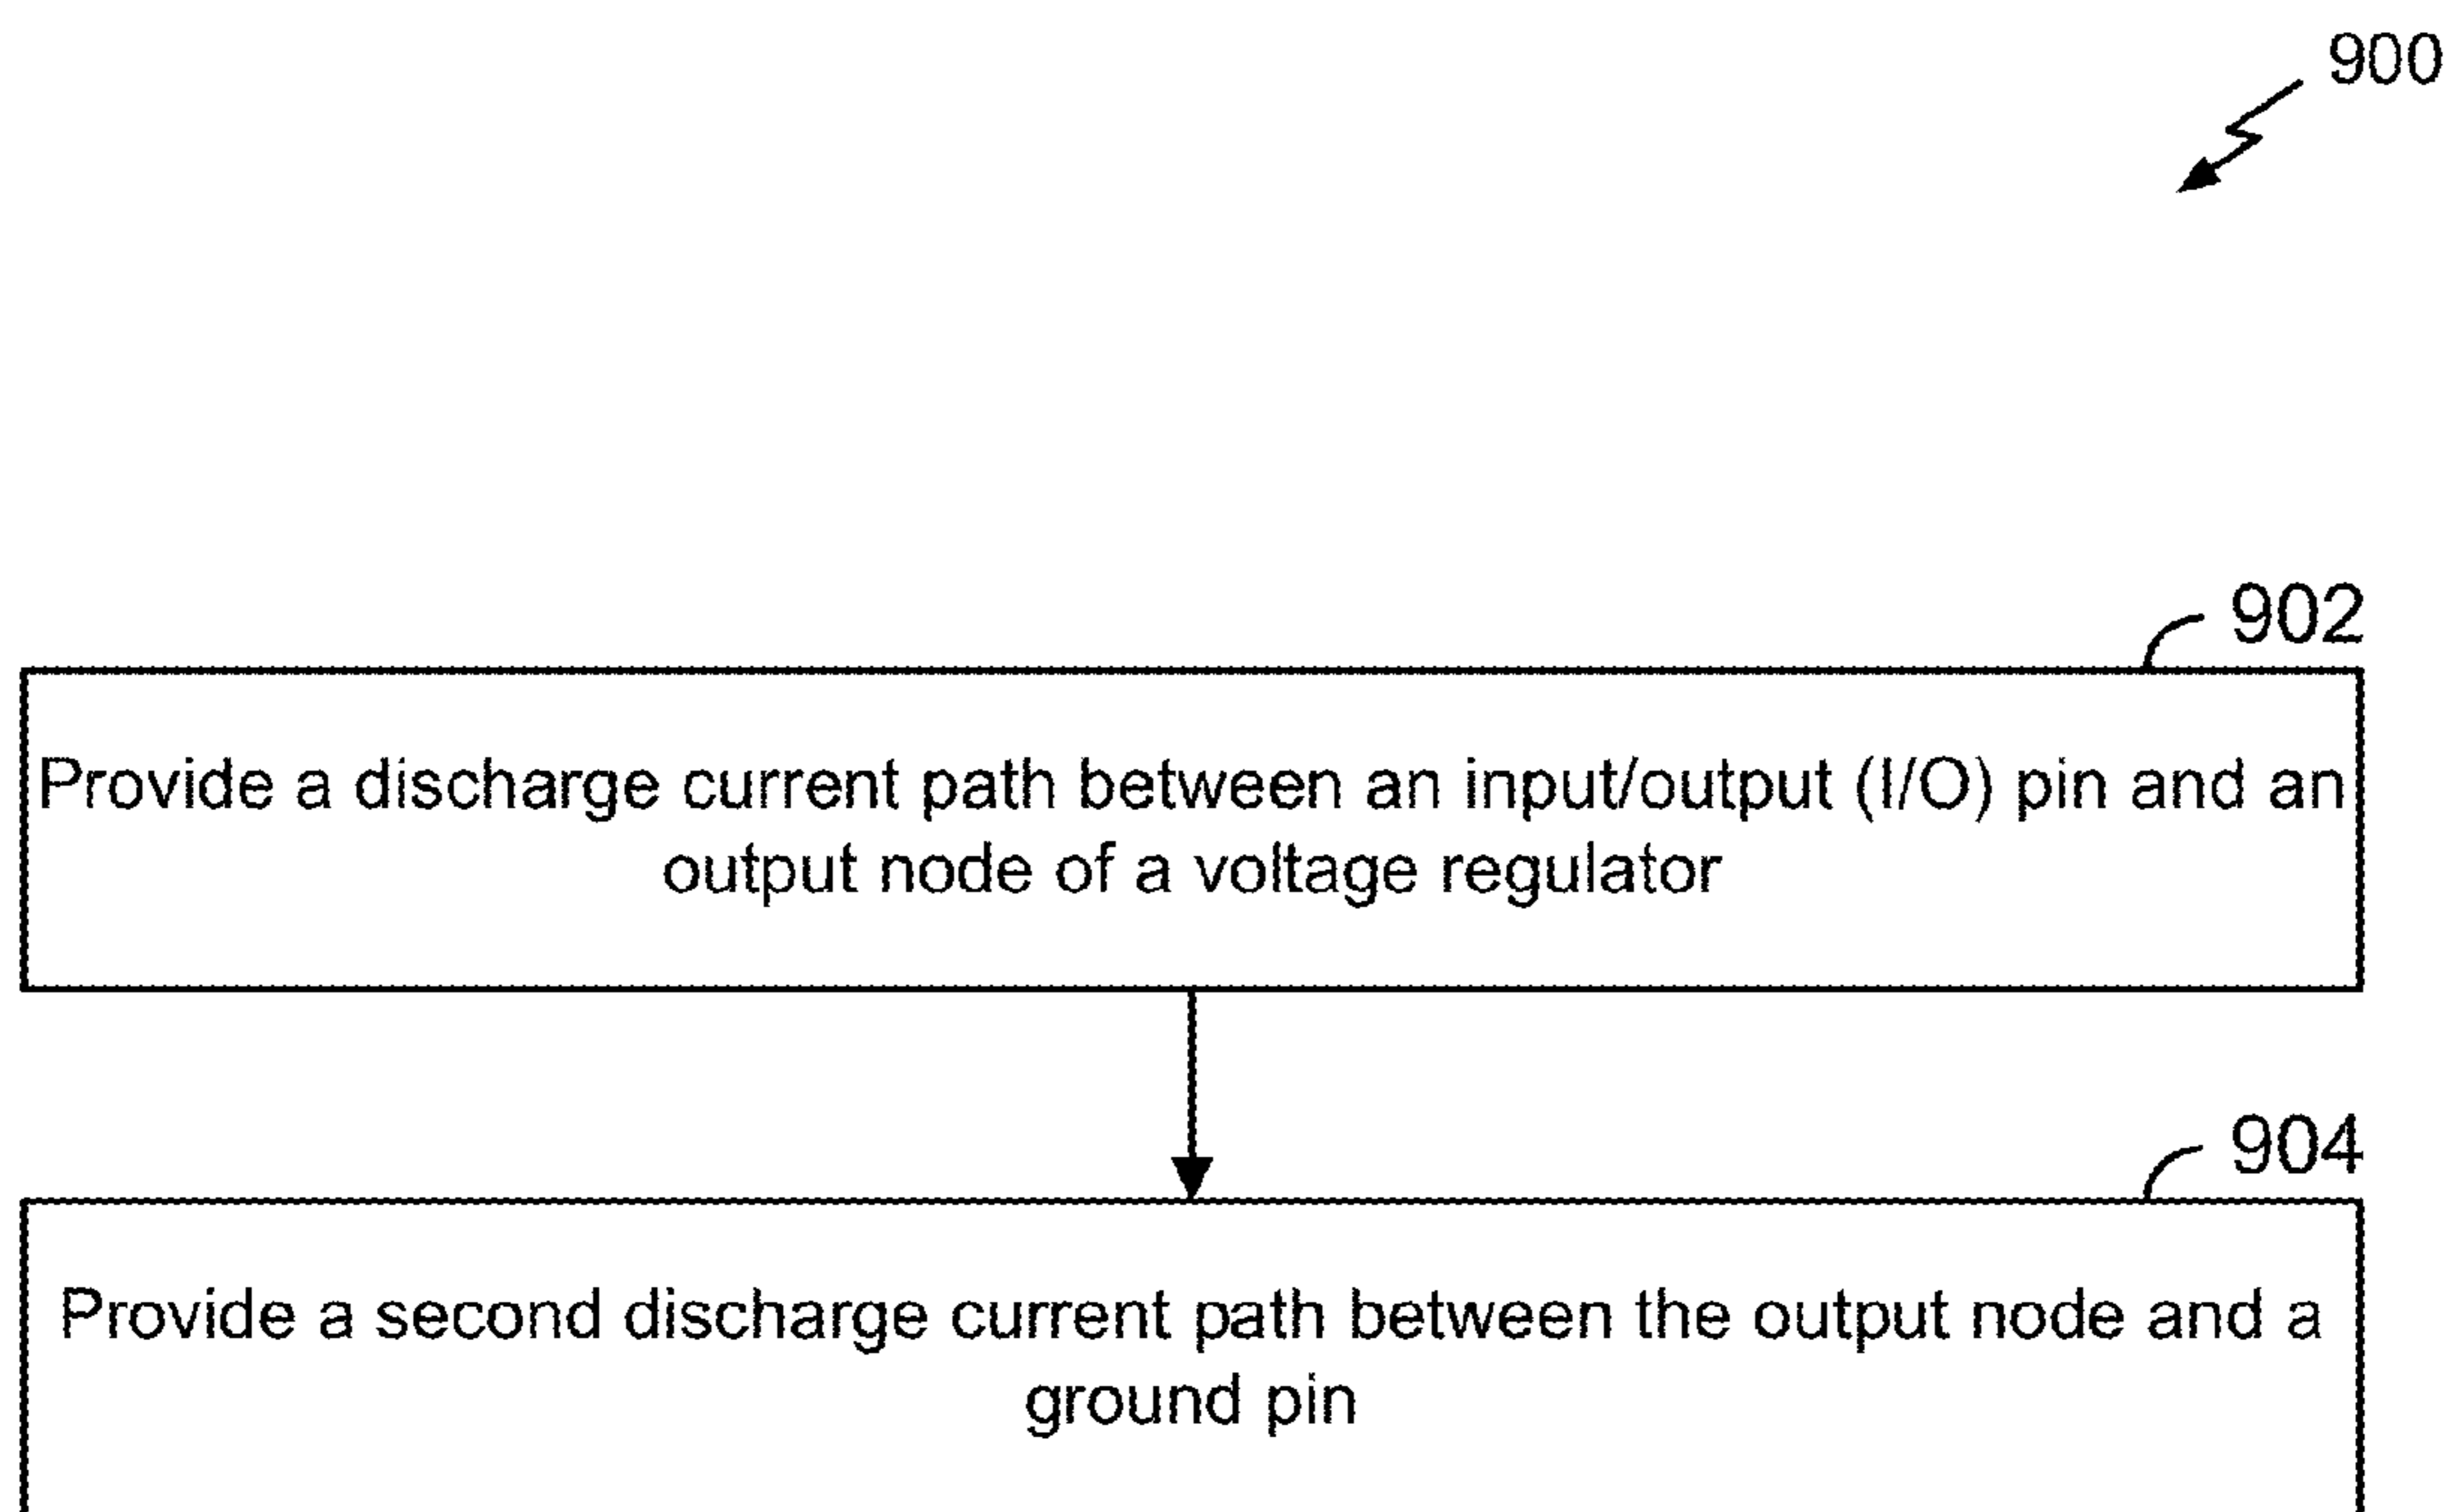 900
902
Provide a discharge current path between an input/output (I/O) pin and an
output node of a voltage regulator
904
Provide a second discharge current path between the output node and a
ground pin